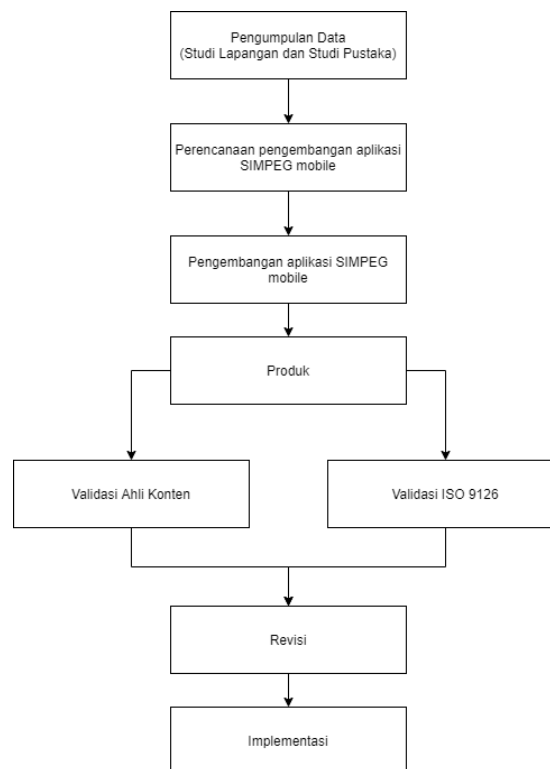 Pengumpulan Data
(Studi Lapangan dan Studi Pustaka)
Perencanaan pengembangan aplikasi
SIMPEG mobile
Pengembangan aplikasi SIMPEG
mobile
Produk
Validasi Ahli Konten
Validasi ISO 9126
Revisi
Implementasi